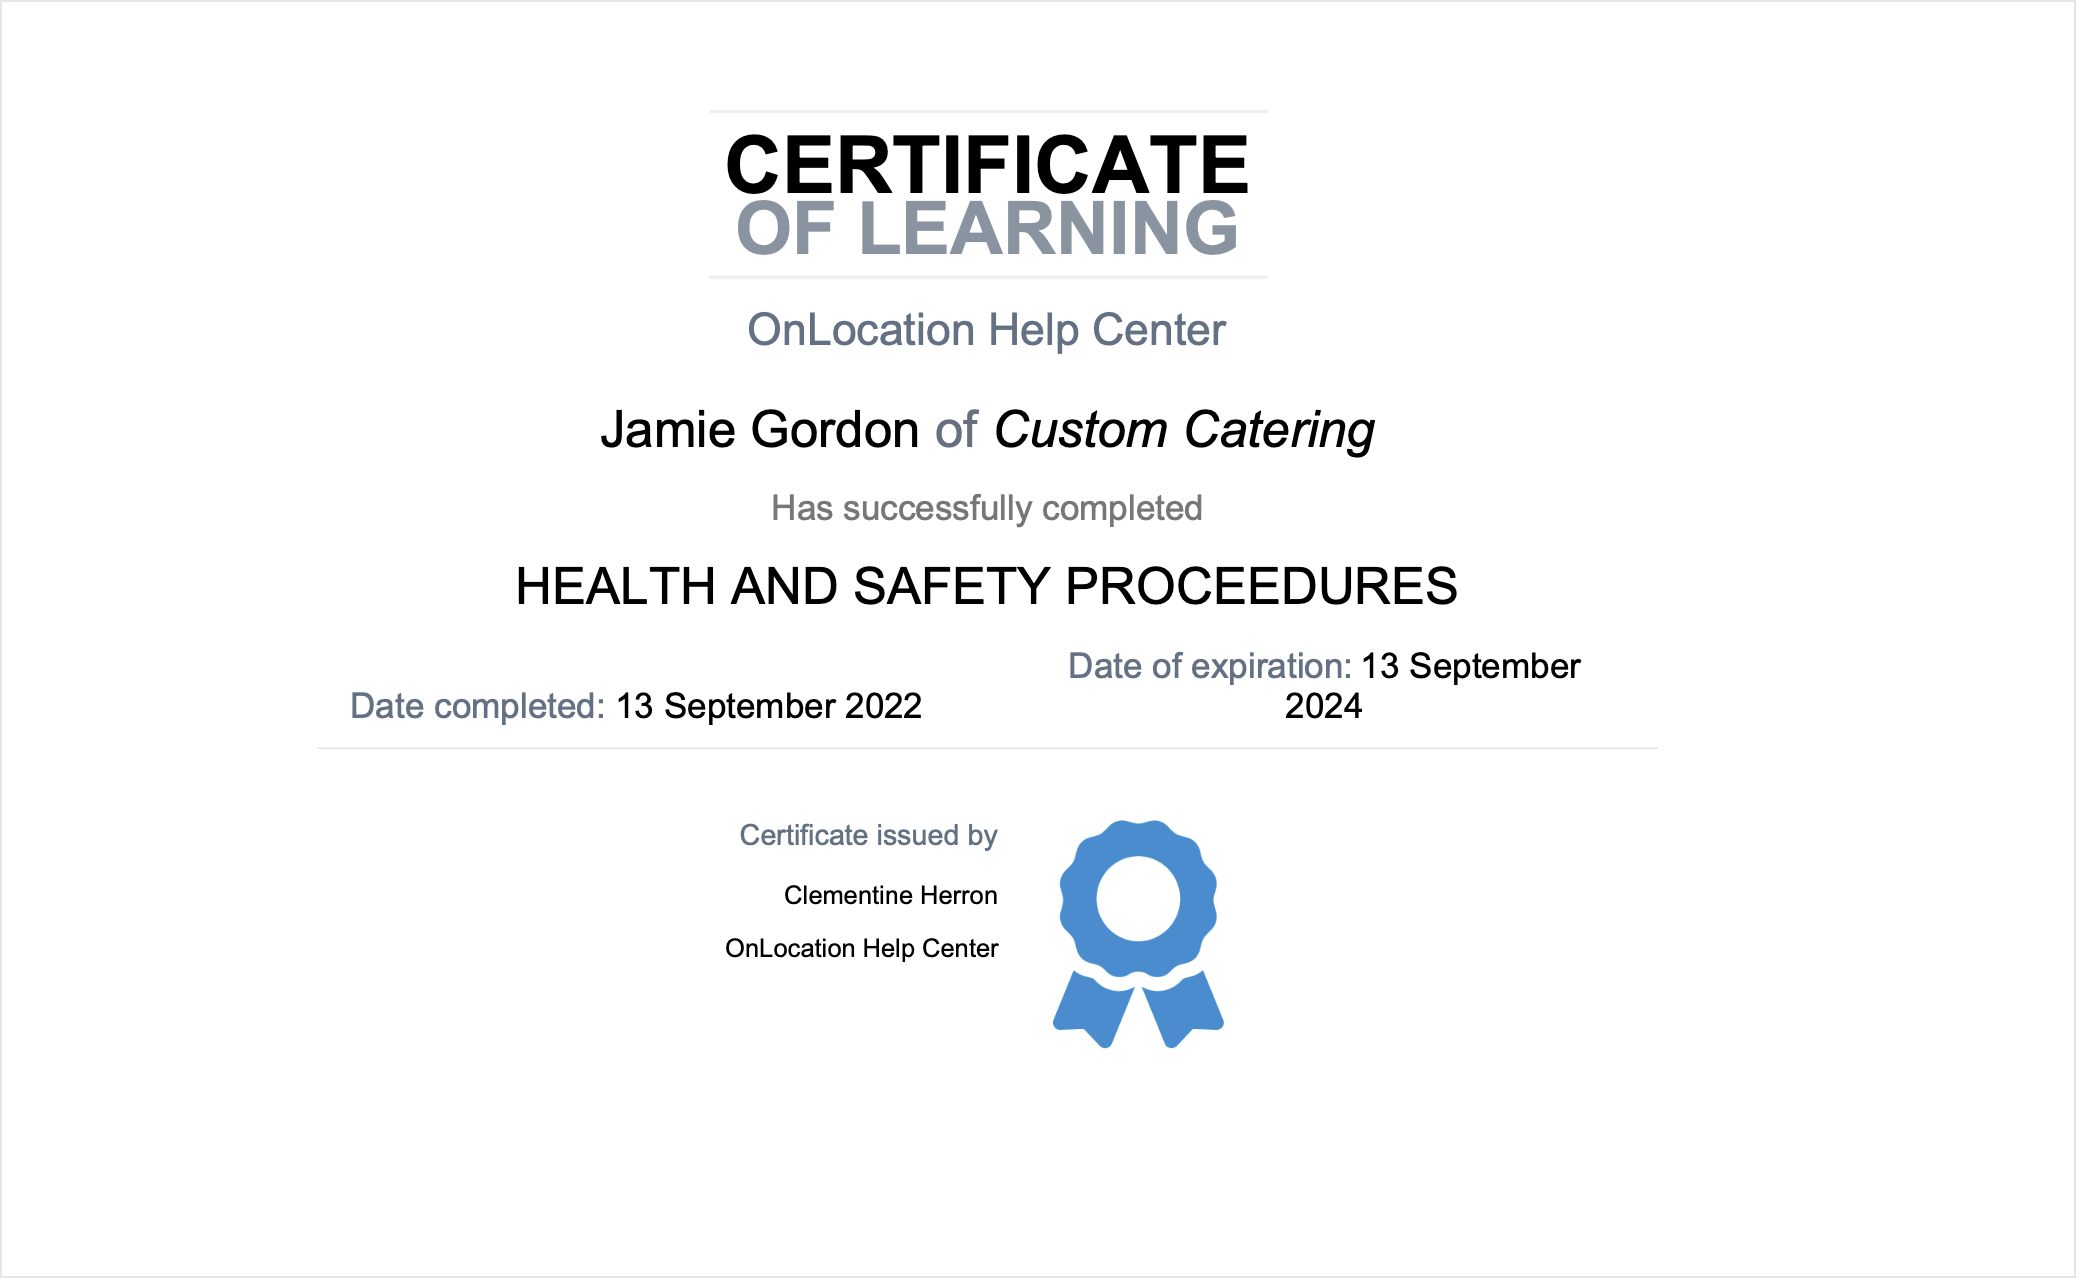 CERTIFICATE
OF LEARNING
OnLocation Help Center
Jamie Gordon of Custom Catering
Has successfully completed
HEALTH AND SAFETY PROCEEDURES
Date completed: 13 September 2022
Date of expiration: 13 September
2024
Certificate issued by
Clementine Herron
OnLocation Help Center